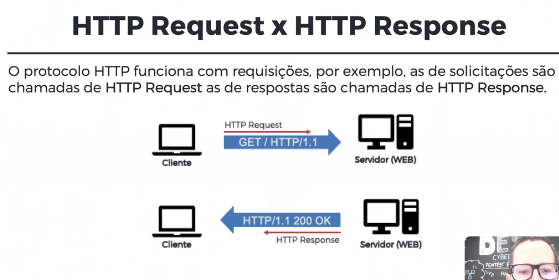 HTTP Request x HTTP Response
O protocolo HTTP funciona com requisições, por exemplo, as de solicitações são
chamadas de HTTP Request as de respostas são chamadas de HTTP Response.
HTTP Request
GET / HTTP/1.1
Cliente
Servidor (WEB)
HTTP/1.1 200 OK
HTTP Response
Cliente
Servidor (WEB)